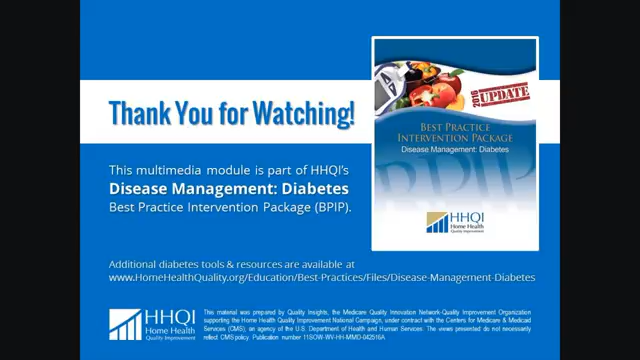 Thank You for Watching!
This multimedia module is part of HHQI's
Disease Management: Diabetes
Best Practice Intervention Package (BPIP).
2016 UPDATE
BEST PRACTICE
INTERVENTION PACKAGE
Disease Management: Diabetes
BPIP
HHQI
Home Health
Quality Improvement
Additional diabetes tools & resources are available at
www.HomeHealthQuality.org/Education/Best-Practices/Files/Disease-Management-Diabetes
HHQI
Home Health
Quality Improvement
This material was prepared by Quality Insights, the Medicare Quality Innovation Network-Quality Improvement Organization
supporting the Home Health Quality Improvement National Campaign, under contract with the Centers for Medicare & Medicaid
Services (CMS), an agency of the U.S. Department of Health and Human Services. The views presented do not necessarily
reflect CMS policy. Publication number 11SOW-WV-HH-MMD-042516A